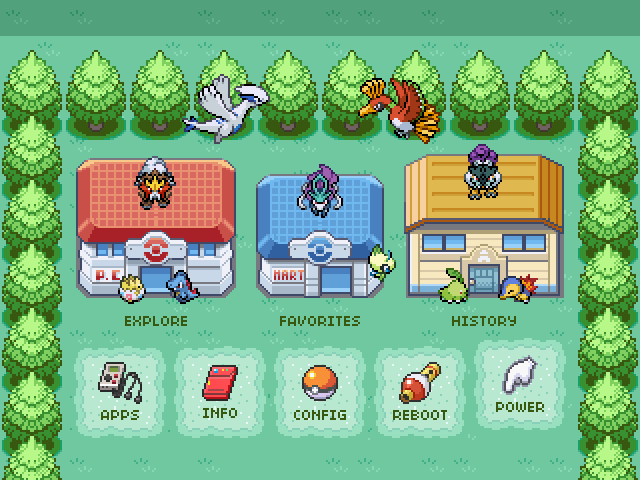 P.C
MART
EXPLORE
FAVORITES
HISTORY
APPS
INFO
CONFIG
REBOOT
POWER